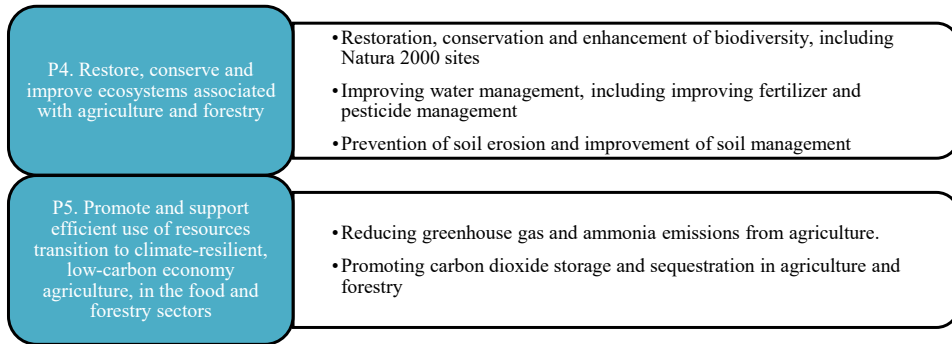 P4. Restore, conserve and
improve ecosystems associated
with agriculture and forestry
•Restoration, conservation and enhancement of biodiversity, including
Natura 2000 sites
•Improving water management, including improving fertilizer and
pesticide management
•Prevention of soil erosion and improvement of soil management
P5. Promote and support
efficient use of resources
transition to climate-resilient,
low-carbon economy
agriculture, in the food and
forestry sectors
•Reducing greenhouse gas and ammonia emissions from agriculture.
•Promoting carbon dioxide storage and sequestration in agriculture and
forestry